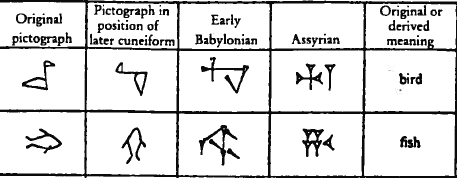 Original
pictograph
Pictograph in
position of
later cuneiform
Early
Babylonian
Assyrian
Original or
derived
meaning
bird
fish